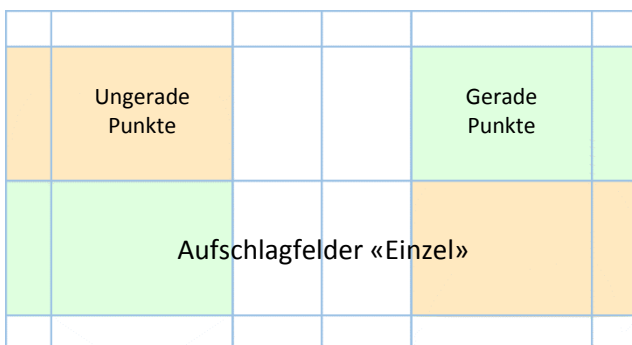 Ungerade
Punkte
Gerade
Punkte
Aufschlagfelder «Einzel»